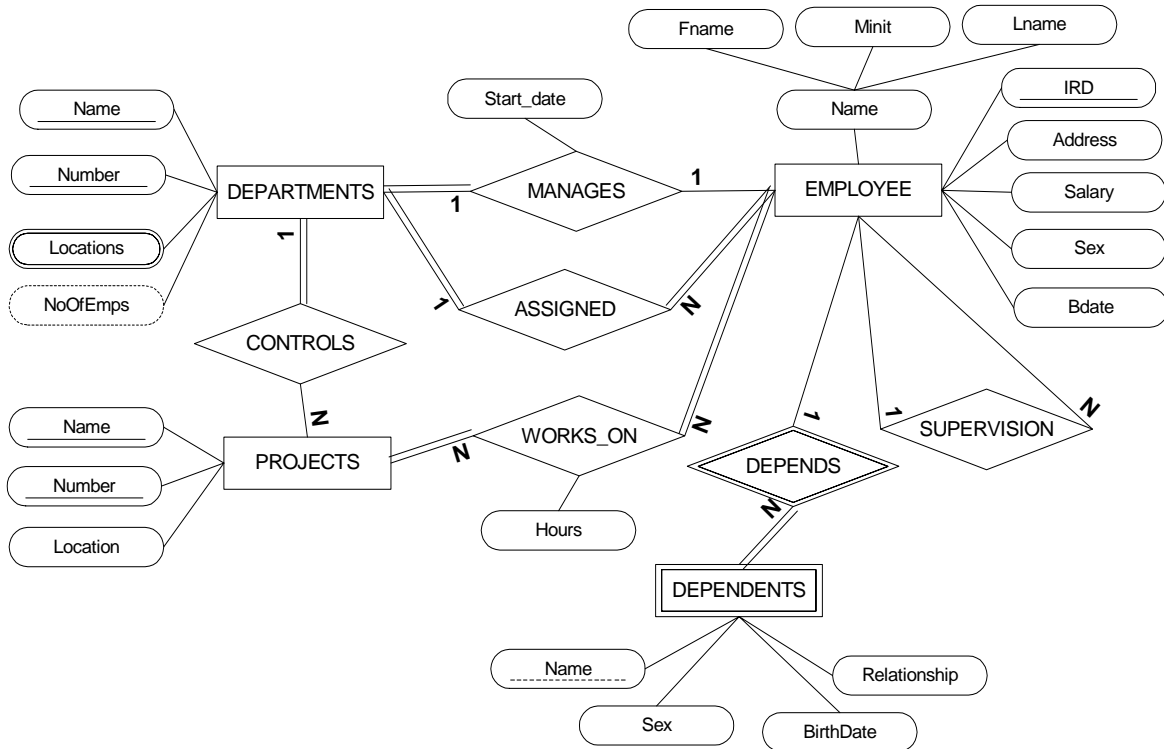 Fname
Minit
Lname
Name
Start_date
Name
IRD
Address
Number
DEPARTMENTS
1
MANAGES
1
EMPLOYEE
Salary
Locations
1
Sex
NoOfEmps
1
ASSIGNED
N
Bdate
CONTROLS
N
Name
1
1
N
PROJECTS
N
WORKS_ON
N
SUPERVISION
Number
DEPENDS
Location
Hours
N
DEPENDENTS
Name
Relationship
Sex
BirthDate